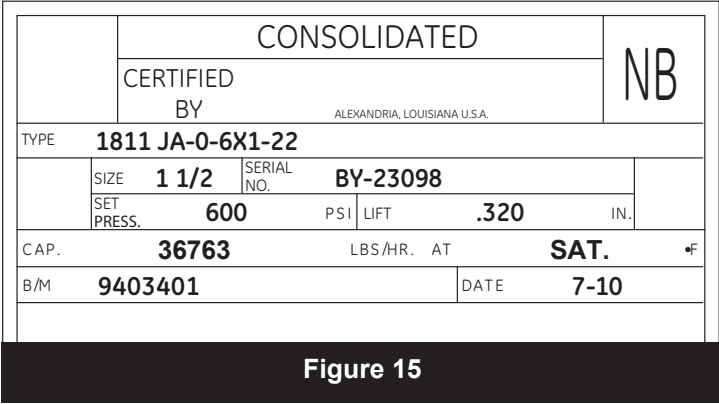 CONSOLIDATED
NB
CERTIFIED
BY
ALEXANDRIA, LOUISIANA U.S.A.
TYPE 1811 JA-0-6X1-22
SIZE 1 1/2 SERIAL NO. BY-23098
SET PRESS. 600 PSI LIFT .320 IN.
CAP. 36763 LBS/HR. AT SAT. •F
B/M 9403401 DATE 7-10
Figure 15